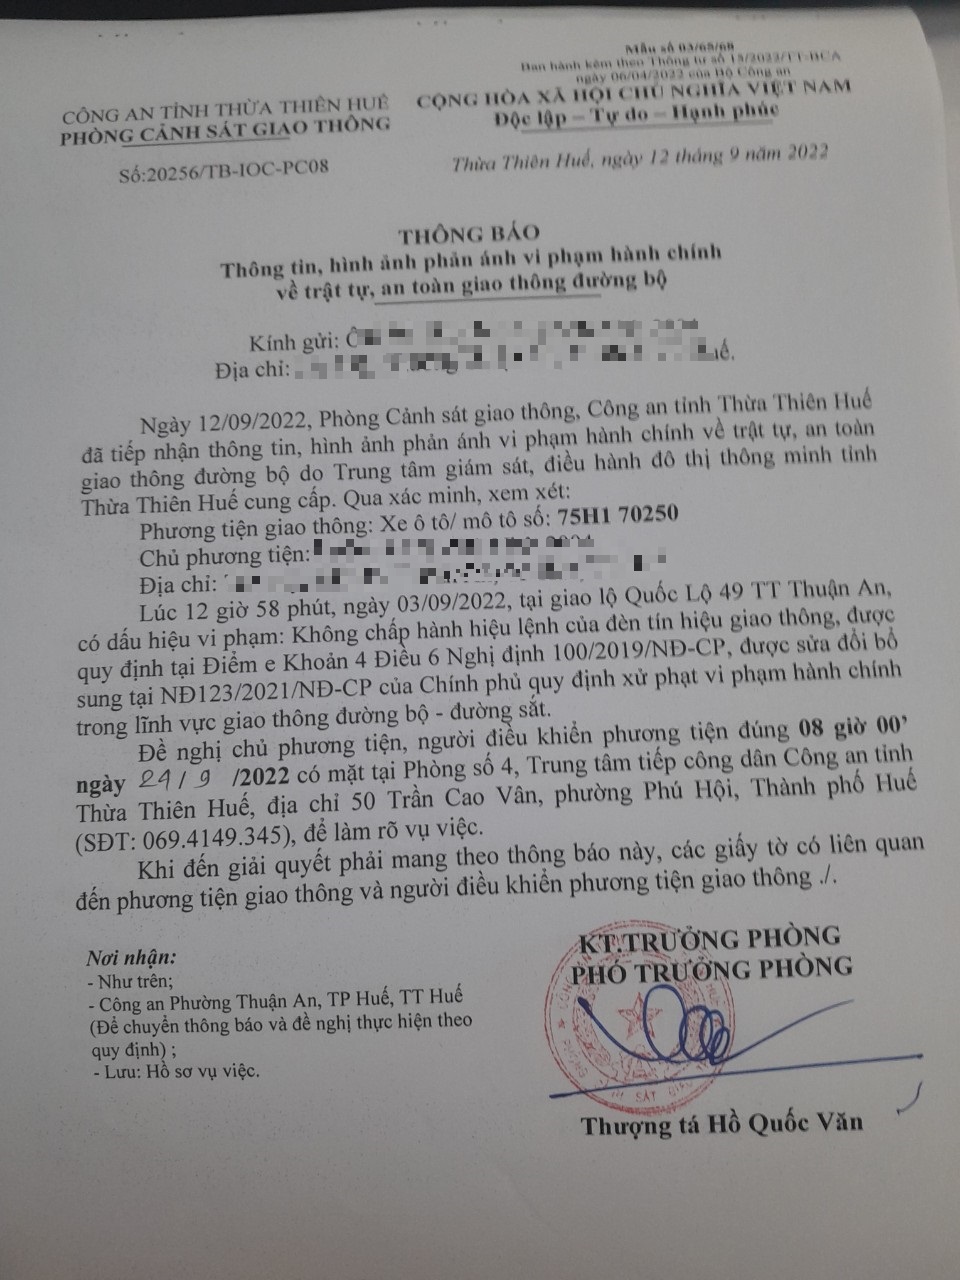 Mẫu số 03/65/68
Ban hành kèm theo Thông tư số 15/2022/TT-BCA
ngày 06/04/2022 của Bộ Công an
CÔNG AN TỈNH THỪA THIÊN HUẾ
PHÒNG CẢNH SÁT GIAO THÔNG
CỘNG HÒA XÃ HỘI CHỦ NGHĨA VIỆT NAM
Độc lập – Tự do – Hạnh phúc
Số:20256/TB-IOC-PC08
Thừa Thiên Huế, ngày 12 tháng 9 năm 2022
THÔNG BÁO
Thông tin, hình ảnh phản ánh vi phạm hành chính
về trật tự, an toàn giao thông đường bộ
Kính gửi:
Địa chỉ:
Ngày 12/09/2022, Phòng Cảnh sát giao thông, Công an tỉnh Thừa Thiên Huế
đã tiếp nhận thông tin, hình ảnh phản ánh vi phạm hành chính về trật tự, an toàn
giao thông đường bộ do Trung tâm giám sát, điều hành đô thị thông minh tỉnh
Thừa Thiên Huế cung cấp. Qua xác minh, xem xét:
Phương tiện giao thông: Xe ô tô/ mô tô số: 75H1 70250
Chủ phương tiện:
Địa chỉ:
Lúc 12 giờ 58 phút, ngày 03/09/2022, tại giao lộ Quốc Lộ 49 TT Thuận An,
có dấu hiệu vi phạm: Không chấp hành hiệu lệnh của đèn tín hiệu giao thông, được
quy định tại Điểm e Khoản 4 Điều 6 Nghị định 100/2019/NĐ-CP, được sửa đổi bổ
sung tại NĐ123/2021/NĐ-CP của Chính phủ quy định xử phạt vi phạm hành chính
trong lĩnh vực giao thông đường bộ - đường sắt.
Đề nghị chủ phương tiện, người điều khiển phương tiện đúng 08 giờ 00’
ngày 29/9 /2022 có mặt tại Phòng số 4, Trung tâm tiếp công dân Công an tỉnh
Thừa Thiên Huế, địa chỉ 50 Trần Cao Vân, phường Phú Hội, Thành phố Huế
(SĐT: 069.4149.345), để làm rõ vụ việc.
Khi đến giải quyết phải mang theo thông báo này, các giấy tờ có liên quan
đến phương tiện giao thông và người điều khiển phương tiện giao thông ./.
Nơi nhận:
- Như trên;
- Công an Phường Thuận An, TP Huế, TT Huế
(Để chuyển thông báo và đề nghị thực hiện theo
quy định) ;
- Lưu: Hồ sơ vụ việc.
KT.TRƯỞNG PHÒNG
PHÓ TRƯỞNG PHÒNG
Thượng tá Hồ Quốc Văn